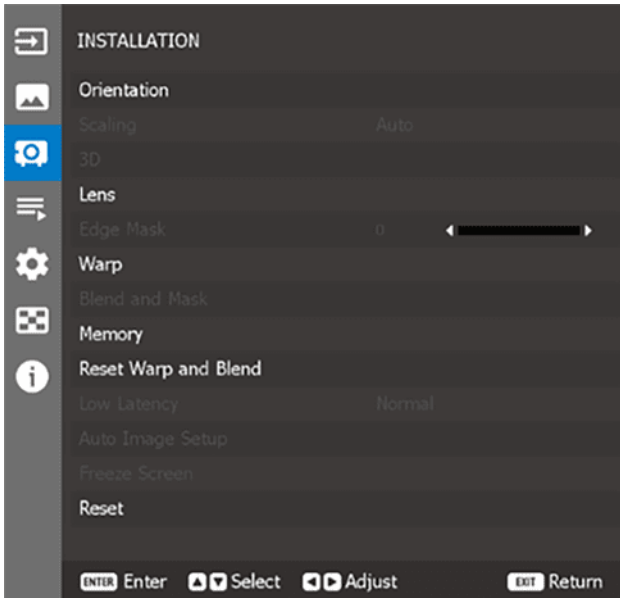 INSTALLATION
Orientation
Scaling Auto
3D
Lens
Edge Mask 0
Warp
Blend and Mask
Memory
Reset Warp and Blend
Low Latency Normal
Auto Image Setup
Freeze Screen
Reset
ENTER Enter Select Adjust EXIT Return